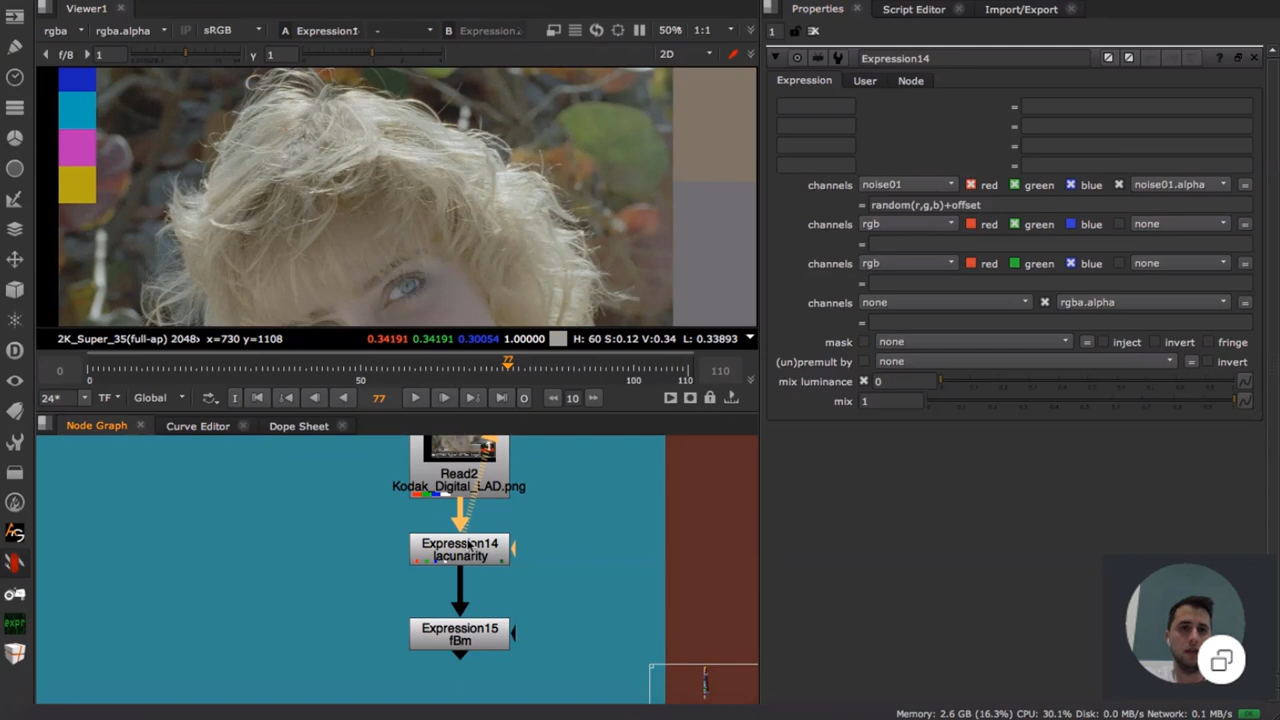 Viewer1
Properties
Script Editor
Import/Export
rgba
rgba.alpha
IP
sRGB
A
Expression1
-
B
Expression
50%
1:1
1
f/8
1
Y
1
2D
Expression14
?
Expression
User
Node
=
=
=
=
channels
noise01
red
green
blue
noise01.alpha
=
= random(r,g,b)+offset
channels
rgb
red
green
blue
none
=
=
channels
rgb
red
green
blue
none
=
=
channels
none
rgba.alpha
=
=
mask
none
=
inject
invert
fringe
(un)premult by
none
=
invert
mix luminance
0
mix
1
2K_Super_35(full-ap) 2048x
x=730 y=1108
0.34191
0.34191
0.30054
1.00000
H: 60 S:0.12 V:0.34
L: 0.33893
77
0
0
50
100
110
110
24*
TF
Global
I
77
O
10
Node Graph
Curve Editor
Dope Sheet
Read2
Kodak_Digital_LAD.png
Expression14
lacunarity
Expression15
fBm
expr
Memory: 2.6 GB (16.3%) CPU: 30.1% Disk: 0.0 MB/s Network: 0.1 MB/s